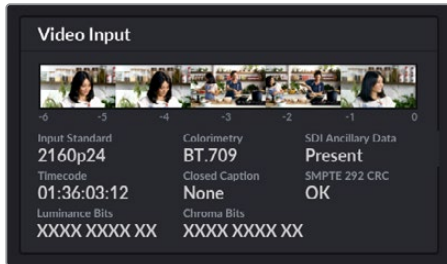 Video Input
-6 -5 -4 -3 -2 -1 0
Input Standard Colorimetry SDI Ancillary Data
2160p24 BT.709 Present
Timecode Closed Caption SMPTE 292 CRC
01:36:03:12 None OK
Luminance Bits Chroma Bits
XXXX XXXX XX XXXX XXXX XX